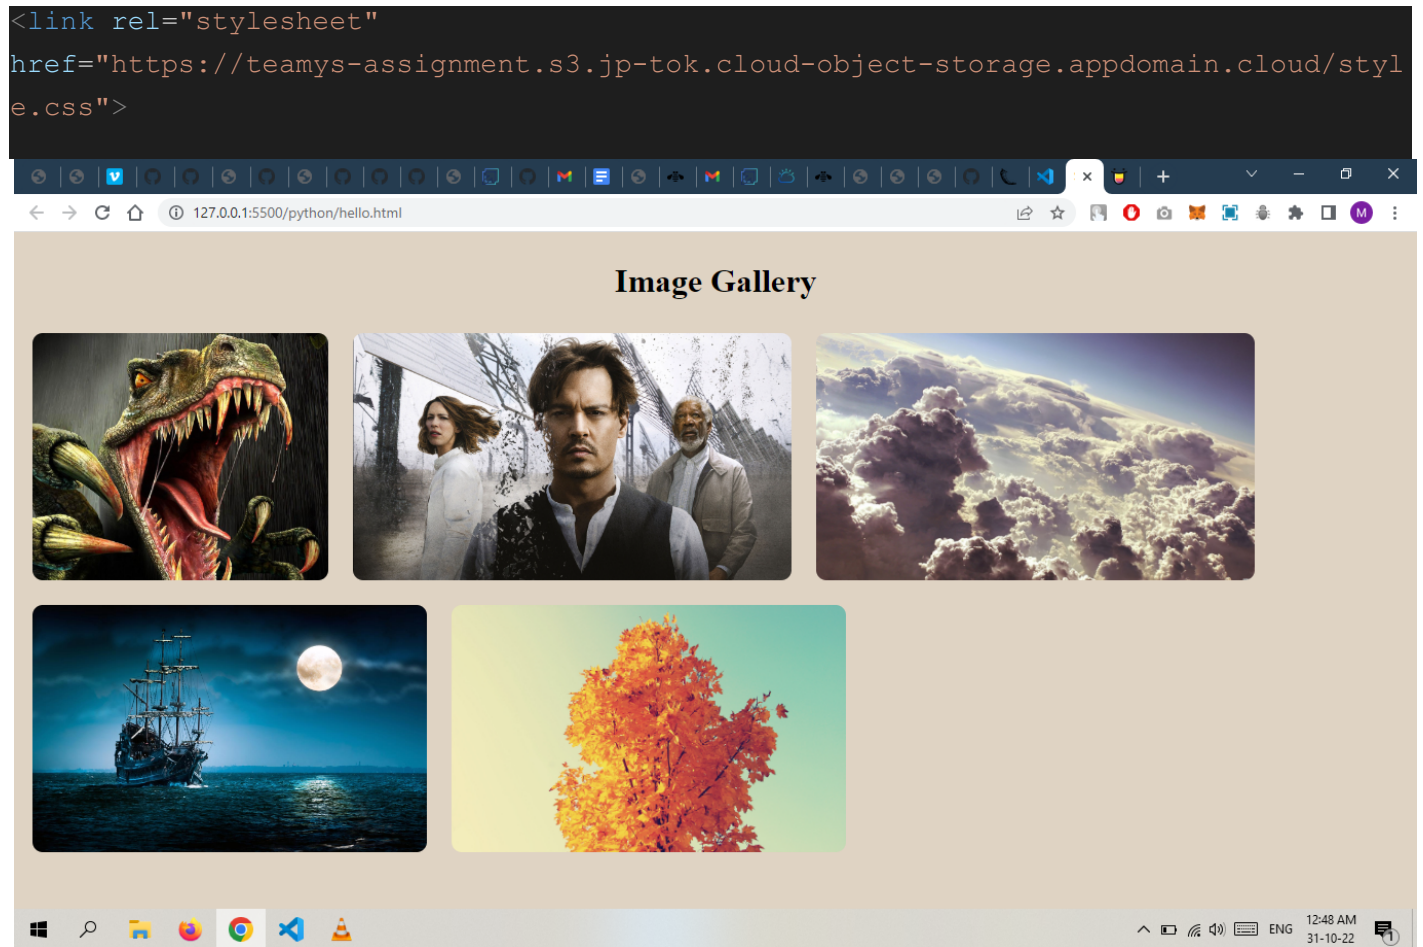 <link rel="stylesheet"
href="https://teamys-assignment.s3.jp-tok.cloud-object-storage.appdomain.cloud/styl
e.css">
127.0.0.1:5500/python/hello.html
M
Image Gallery
ENG
12:48 AM
31-10-22
1